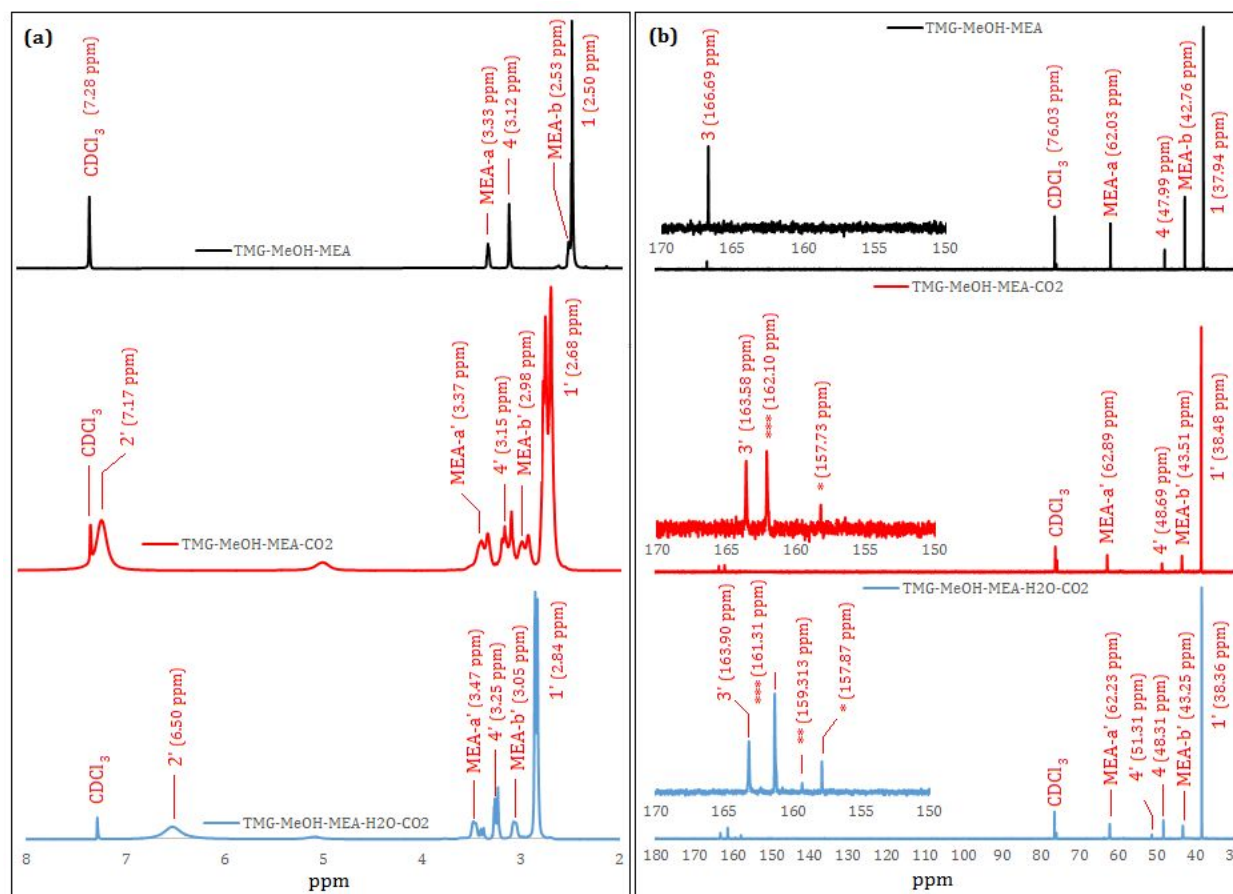 (a)
CDCl3 (7.28 ppm)
MEA-a (3.33 ppm)
4 (3.12 ppm)
MEA-b (2.53 ppm)
1 (2.50 ppm)
TMG-MeOH-MEA
CDCl3
2' (7.17 ppm)
MEA-a' (3.37 ppm)
4' (3.15 ppm)
MEA-b' (2.98 ppm)
1' (2.68 ppm)
TMG-MeOH-MEA-CO2
CDCl3
2' (6.50 ppm)
MEA-a' (3.47 ppm)
4' (3.25 ppm)
MEA-b' (3.05 ppm)
1' (2.84 ppm)
TMG-MeOH-MEA-H2O-CO2
8 7 6 5 4 3 2
ppm
(b)
TMG-MeOH-MEA
3 (166.69 ppm)
CDCl3 (76.03 ppm)
MEA-a (62.03 ppm)
4 (47.99 ppm)
MEA-b (42.76 ppm)
1 (37.94 ppm)
170 165 160 155 150
TMG-MeOH-MEA-CO2
3' (163.58 ppm)
*** (162.10 ppm)
* (157.73 ppm)
CDCl3
MEA-a' (62.89 ppm)
4' (48.69 ppm)
MEA-b' (43.51 ppm)
1' (38.48 ppm)
170 165 160 155 150
TMG-MeOH-MEA-H2O-CO2
3' (163.90 ppm)
*** (161.31 ppm)
** (159.313 ppm)
* (157.87 ppm)
CDCl3
MEA-a' (62.23 ppm)
4' (51.31 ppm)
4 (48.31 ppm)
MEA-b' (43.25 ppm)
1' (38.36 ppm)
170 165 160 155 150
180 170 160 150 140 130 120 110 100 90 80 70 60 50 40 30
ppm